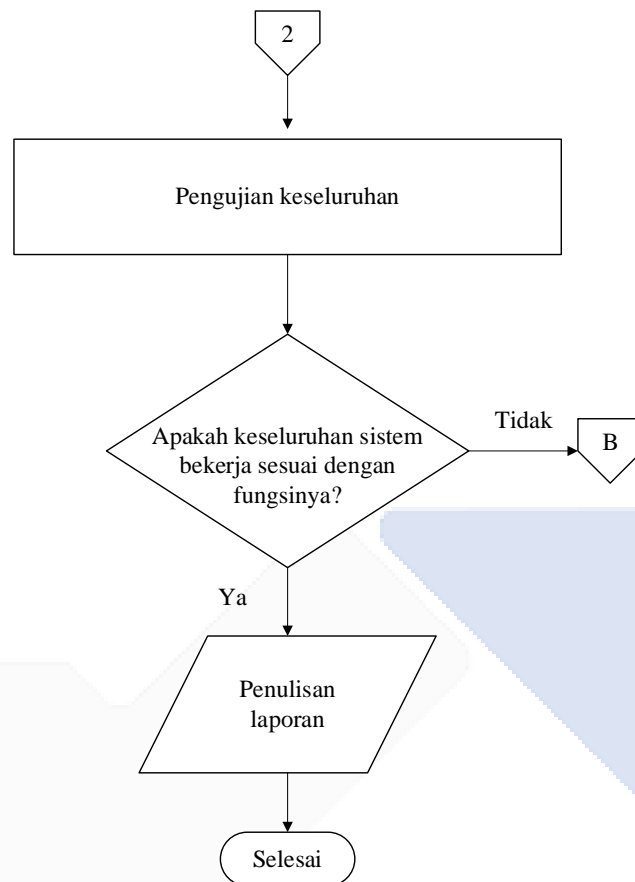 2
Pengujian keseluruhan
Apakah keseluruhan sistem
bekerja sesuai dengan
fungsinya?
Tidak
B
Ya
Penulisan
laporan
Selesai